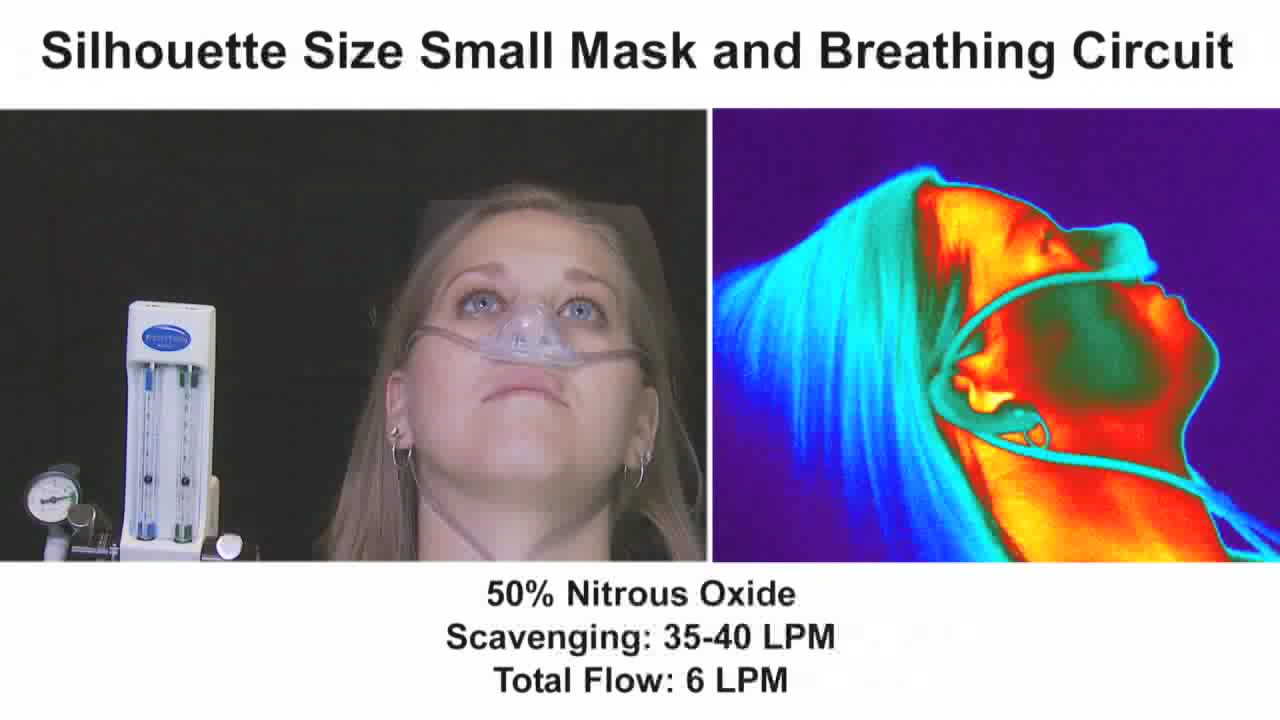 Silhouette Size Small Mask and Breathing Circuit
50% Nitrous Oxide
Scavenging: 35-40 LPM
Total Flow: 6 LPM